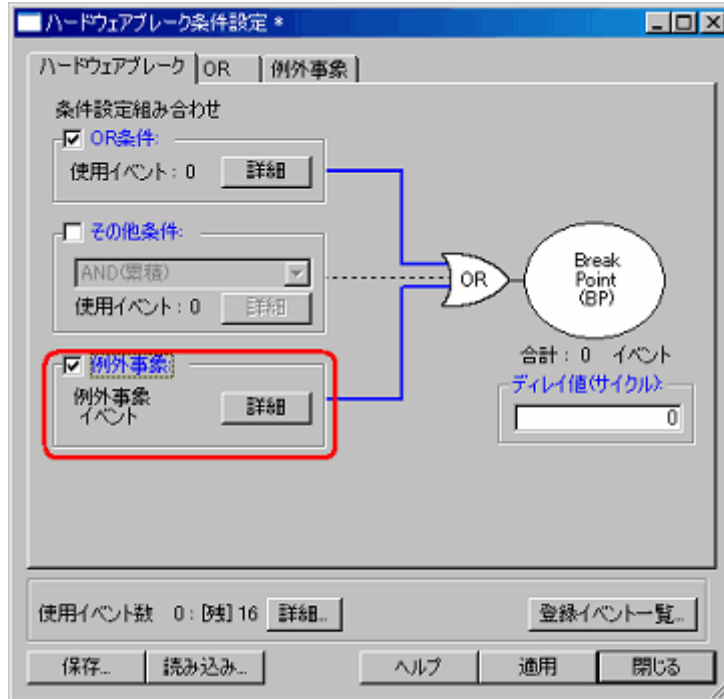 ハードウェアブレーク条件設定 *
ハードウェアブレーク OR 例外事象
条件設定組み合わせ
OR条件:
使用イベント : 0 詳細
その他条件:
AND(累積)
使用イベント : 0 詳細
例外事象:
例外事象
イベント
詳細
OR
Break
Point
(BP)
合計 : 0 イベント
ディレイ値(サイクル):
0
使用イベント数 0 : [残] 16 詳細...
登録イベント一覧...
保存... 読み込み... ヘルプ 適用 閉じる